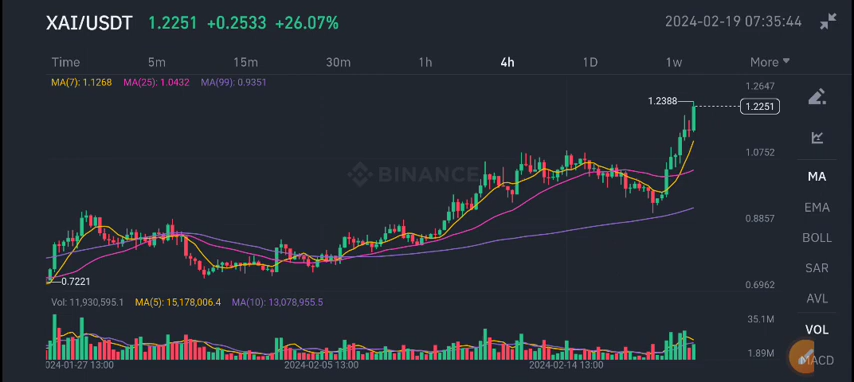 XAI/USDT 1.2251 +0.2533 +26.07% 2024-02-19 07:35:44
Time 5m 15m 30m 1h 4h 1D 1w More
MA(7): 1.1268 MA(25): 1.0432 MA(99): 0.9351
1.2647
1.2388
1.2251
1.0752
0.8857
0.7221
0.6962
BINANCE
MA
EMA
BOLL
SAR
AVL
VOL
MACD
Vol: 11,930,595.1 MA(5): 15,178,006.4 MA(10): 13,078,955.5
35.1M
1.89M
024-01-27 13:00 2024-02-05 13:00 2024-02-14 13:00